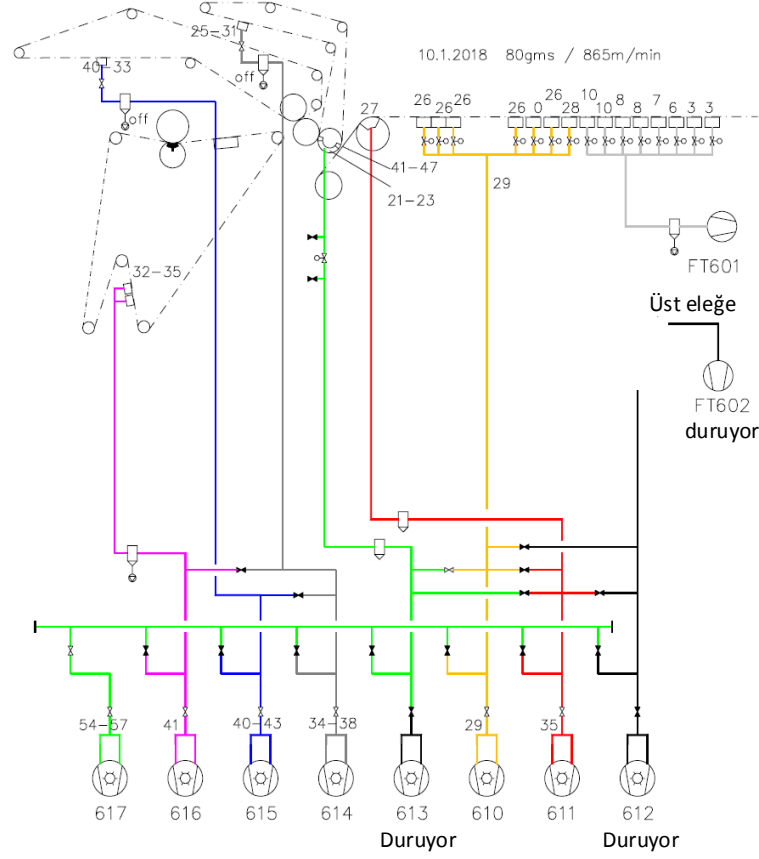 25-31
10.1.2018 80gms / 865m/min
40-33
off
off
27
26 26 26
26 0 26 28 10 10 8 8 7 6 3 3
41-47
21-23
29
32-35
FT601
Üst eleğe
FT602
duruyor
54-57
41
40-43
34-38
29
35
617 616 615 614 613 610 611 612
Duruyor
Duruyor